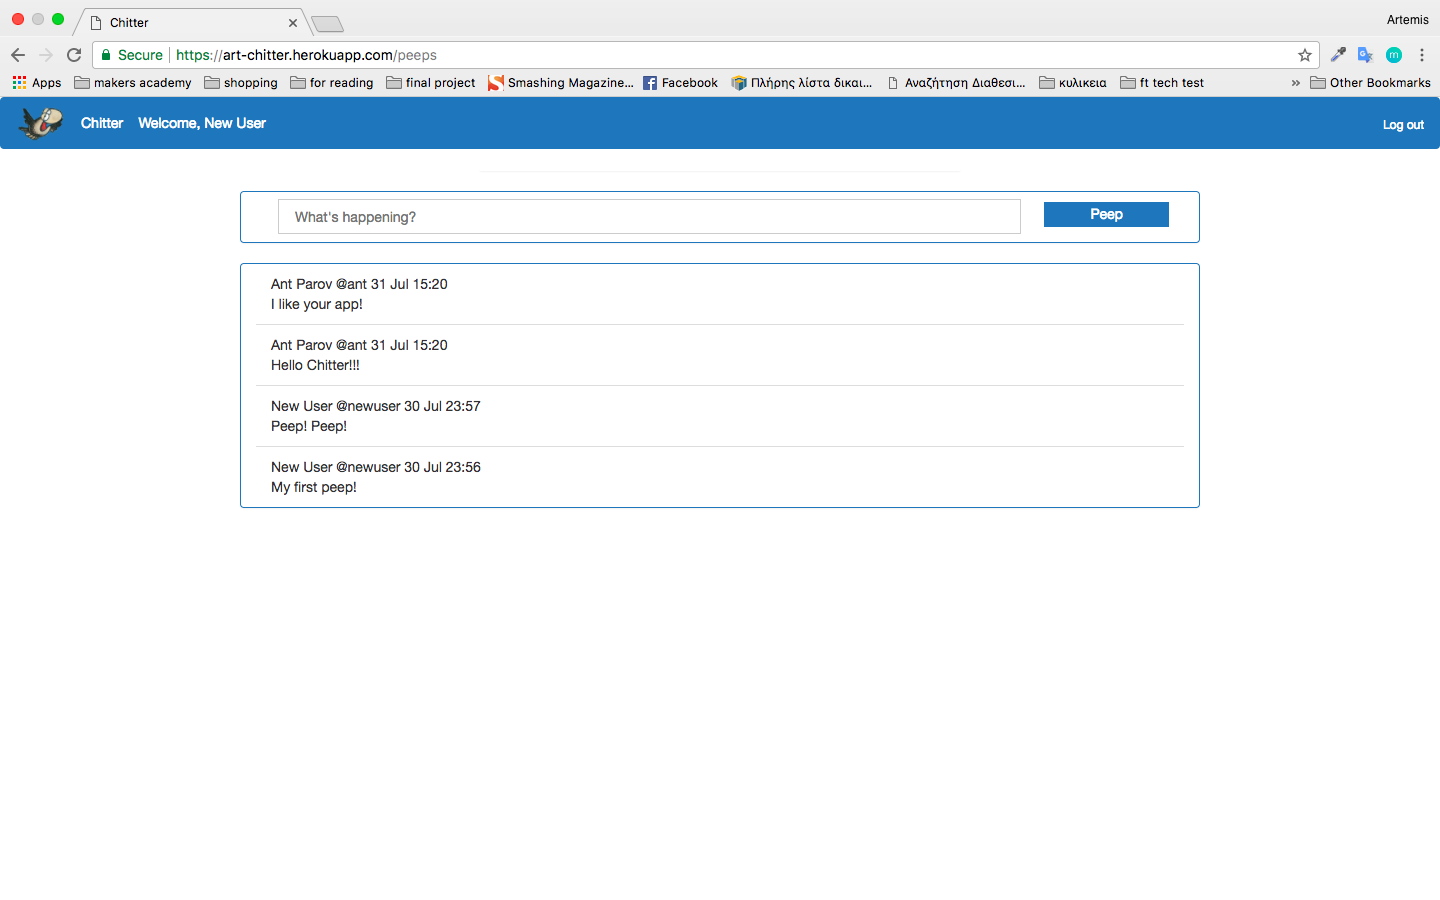 Chitter
Artemis
Secure https://art-chitter.herokuapp.com/peeps
m
Apps makers academy shopping for reading final project Smashing Magazine... Facebook Πλήρης λίστα δικαι... Αναζήτηση Διαθεσι... κυλικεια ft tech test » Other Bookmarks
Chitter Welcome, New User Log out
What's happening? Peep
Ant Parov @ant 31 Jul 15:20
I like your app!
Ant Parov @ant 31 Jul 15:20
Hello Chitter!!!
New User @newuser 30 Jul 23:57
Peep! Peep!
New User @newuser 30 Jul 23:56
My first peep!